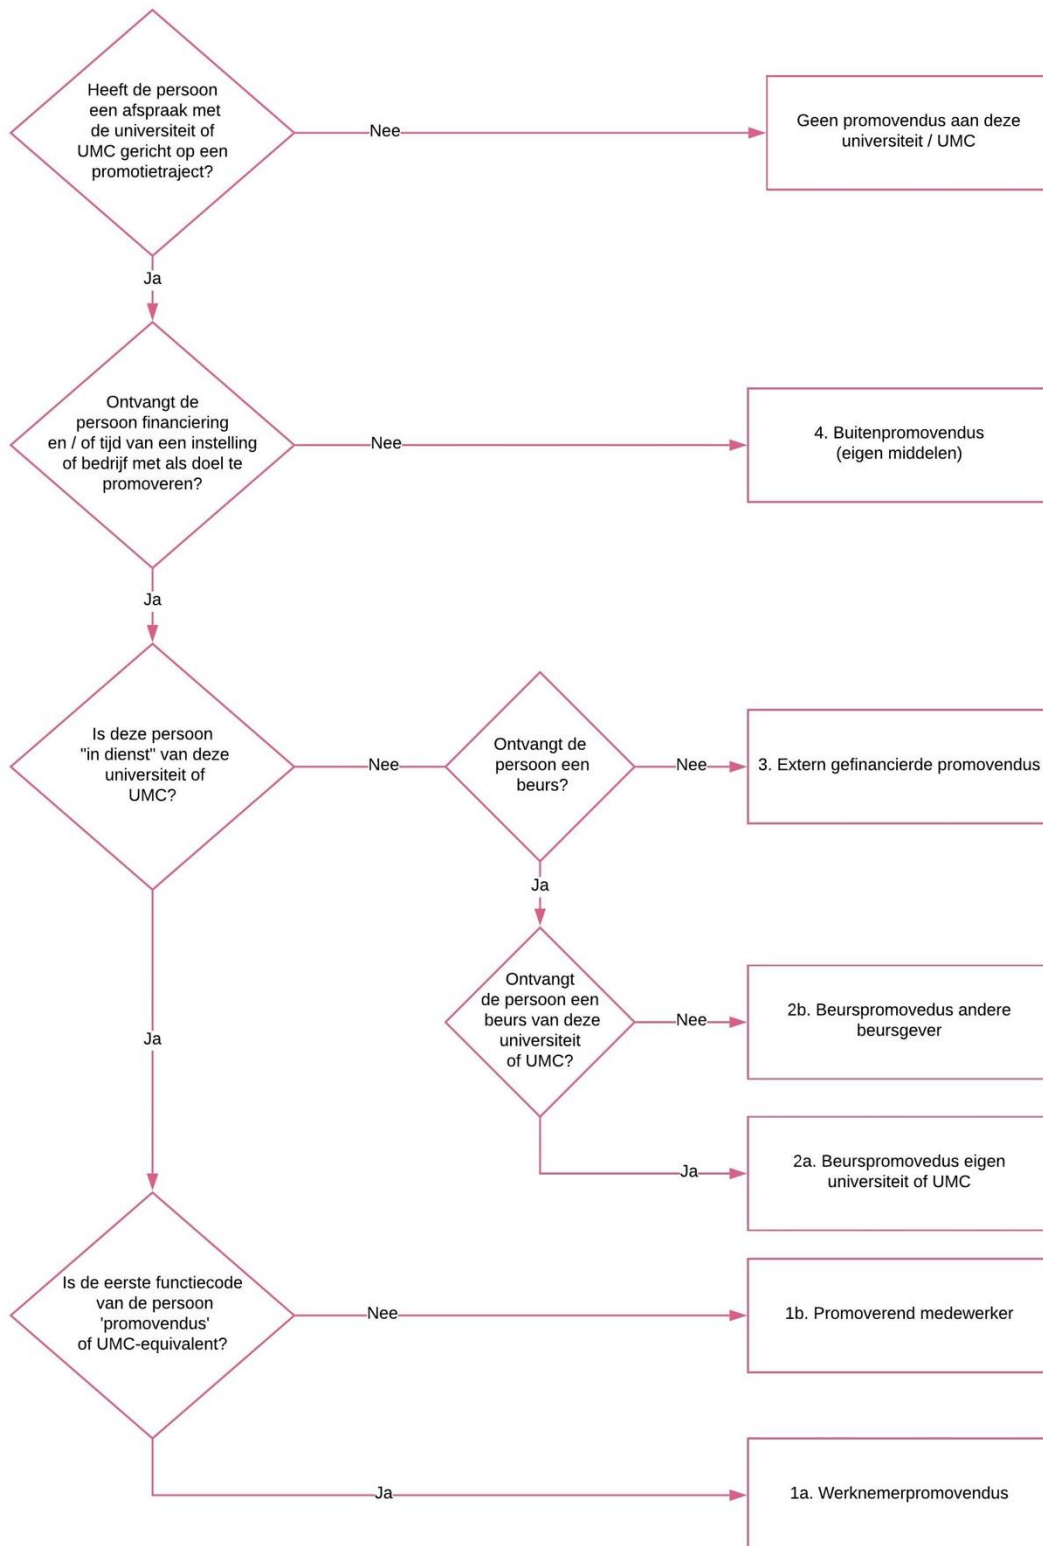 Heeft de persoon
een afspraak met
de universiteit of
UMC gericht op een
promotietraject?
Nee
Geen promovendus aan deze
universiteit / UMC
Ja
Ontvangt de
persoon financiering
en / of tijd van een instelling
of bedrijf met als doel te
promoveren?
Nee
4. Buitenpromovendus
(eigen middelen)
Ja
Is deze persoon
"in dienst" van deze
universiteit of
UMC?
Nee
Ontvangt de
persoon een
beurs?
Nee
3. Extern gefinancierde promovendus
Ja
Ontvangt
de persoon een
beurs van deze
universiteit
of UMC?
Nee
2b. Beurspromovedus andere
beursgever
Ja
2a. Beurspromovedus eigen
universiteit of UMC
Ja
Is de eerste functiecode
van de persoon
'promovendus'
of UMC-equivalent?
Nee
1b. Promoverend medewerker
Ja
1a. Werknemerpromovendus